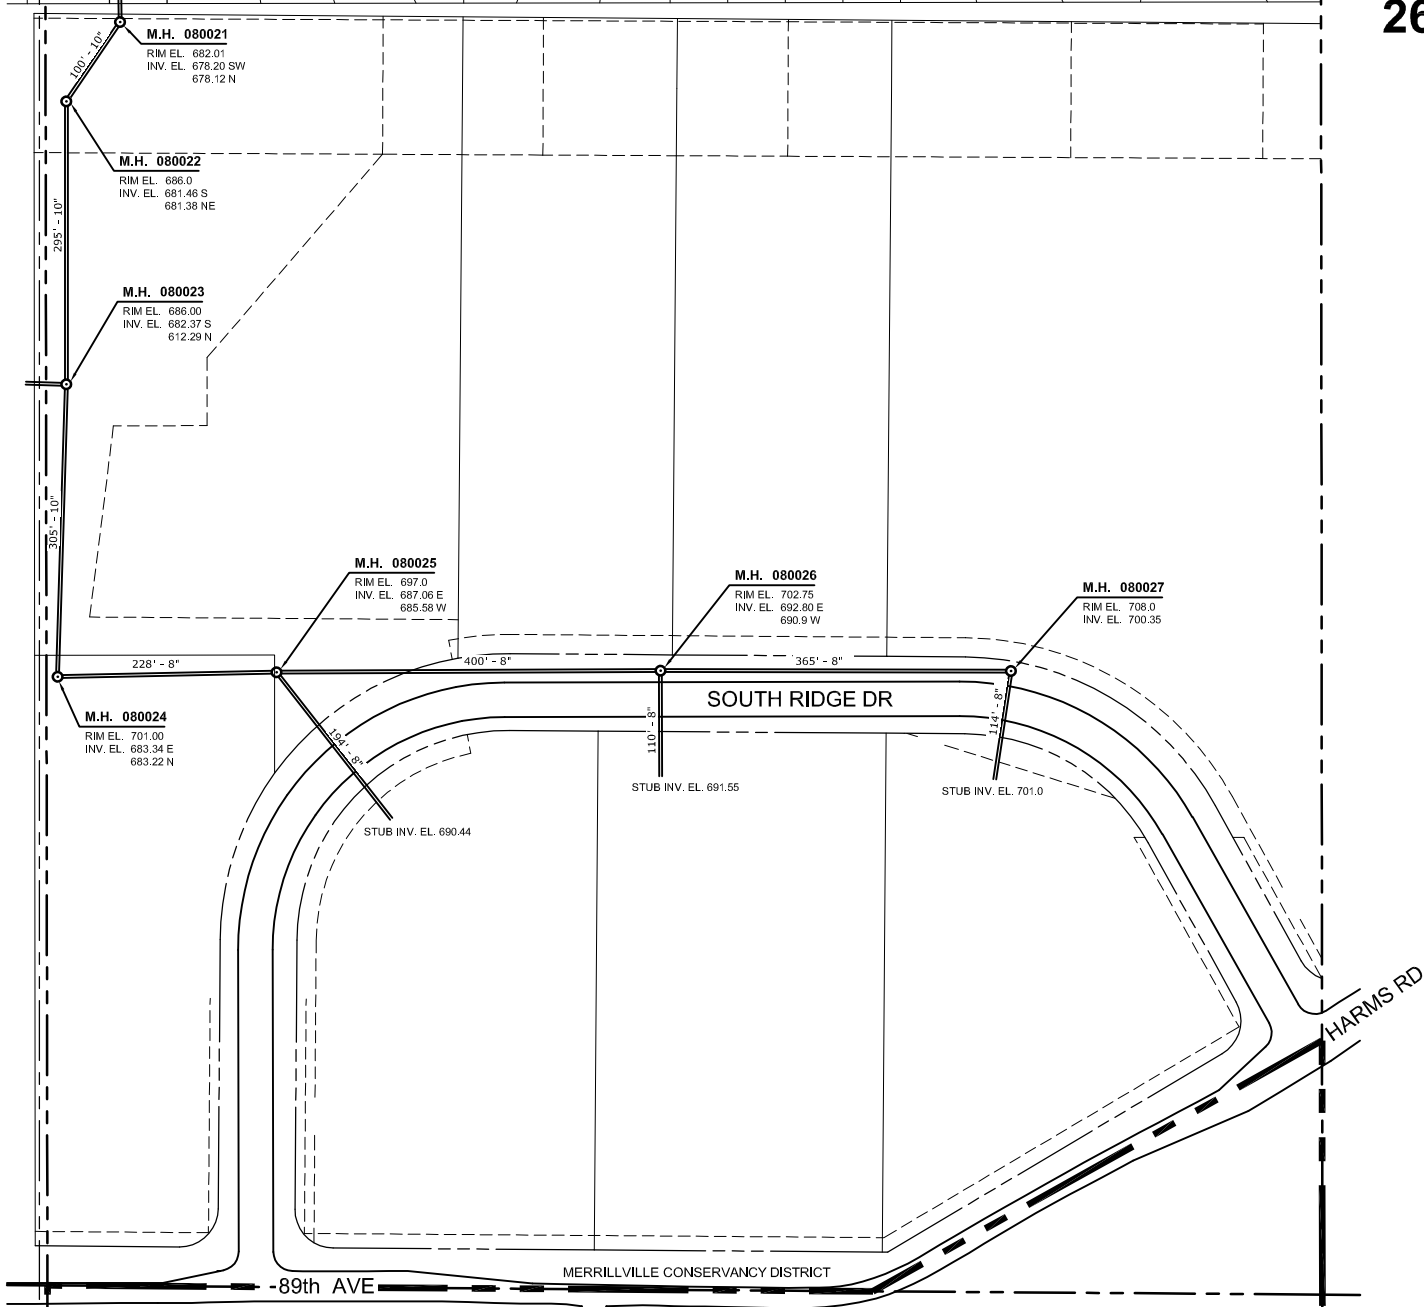 26
M.H. 080021
RIM EL. 682.01
INV. EL. 678.20 SW
678.12 N
100' - 10"
M.H. 080022
RIM EL. 686.0
INV. EL. 681.46 S
681.38 NE
295' - 10"
M.H. 080023
RIM EL. 686.00
INV. EL. 682.37 S
612.29 N
305' - 10"
M.H. 080025
RIM EL. 697.0
INV. EL. 687.06 E
685.58 W
M.H. 080026
RIM EL. 702.75
INV. EL. 692.80 E
690.9 W
M.H. 080027
RIM EL. 708.0
INV. EL. 700.35
228' - 8"
400' - 8"
365' - 8"
M.H. 080024
RIM EL. 701.00
INV. EL. 683.34 E
683.22 N
SOUTH RIDGE DR
194' - 8"
110' - 8"
114' - 8"
STUB INV. EL. 690.44
STUB INV. EL. 691.55
STUB INV. EL. 701.0
HARMS RD
MERRILLVILLE CONSERVANCY DISTRICT
89th AVE